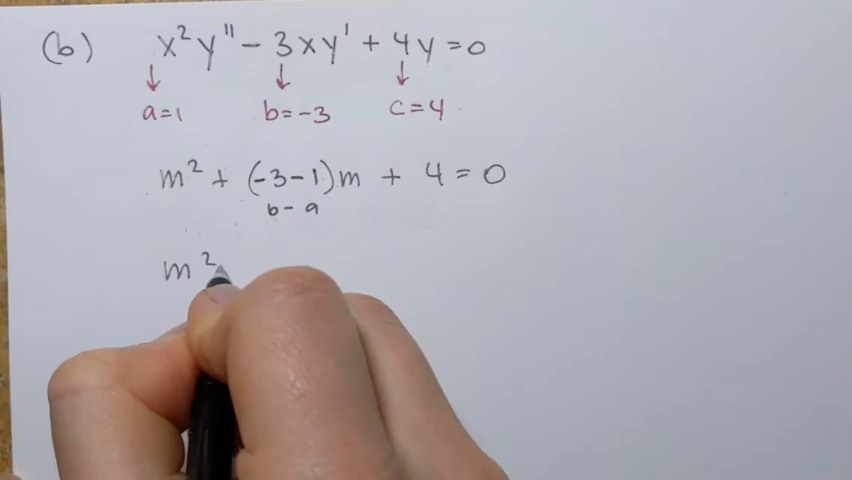 (b) x²y" - 3xy' + 4y = 0
a=1 b=-3 c=4
m² + (-3-1)m + 4 = 0
b- a
m²